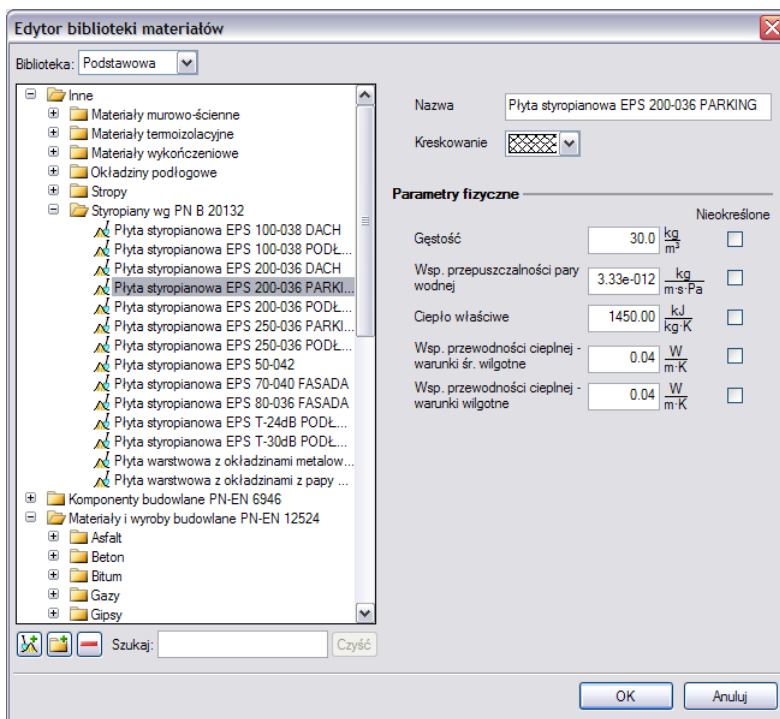 Edytor biblioteki materiałów
Biblioteka: Podstawowa
Inne
Materiały murowo-ścienne
Materiały termoizolacyjne
Materiały wykończeniowe
Okładziny podłogowe
Stropy
Styropiany wg PN B 20132
Płyta styropianowa EPS 100-038 DACH
Płyta styropianowa EPS 100-038 PODŁ...
Płyta styropianowa EPS 200-036 DACH
Płyta styropianowa EPS 200-036 PARKI...
Płyta styropianowa EPS 200-036 PODŁ...
Płyta styropianowa EPS 250-036 PARKI...
Płyta styropianowa EPS 250-036 PODŁ...
Płyta styropianowa EPS 50-042
Płyta styropianowa EPS 70-040 FASADA
Płyta styropianowa EPS 80-036 FASADA
Płyta styropianowa EPS T-24dB PODŁ...
Płyta styropianowa EPS T-30dB PODŁ...
Płyta warstwowa z okładzinami metalow...
Płyta warstwowa z okładzinami z papy ...
Komponenty budowlane PN-EN 6946
Materiały i wyroby budowlane PN-EN 12524
Asfalt
Beton
Bitum
Gazy
Gipsy
Szukaj: Czyść
Nazwa Płyta styropianowa EPS 200-036 PARKING
Kreskowanie
Parametry fizyczne
Nieokreślone
Gęstość 30.0 kg/m³
Wsp. przepuszczalności pary
wodnej 3.33e-012 kg/m·s·Pa
Ciepło właściwe 1450.00 kJ/kg·K
Wsp. przewodności cieplnej -
warunki śr. wilgotne 0.04 W/m·K
Wsp. przewodności cieplnej -
warunki wilgotne 0.04 W/m·K
OK Anuluj